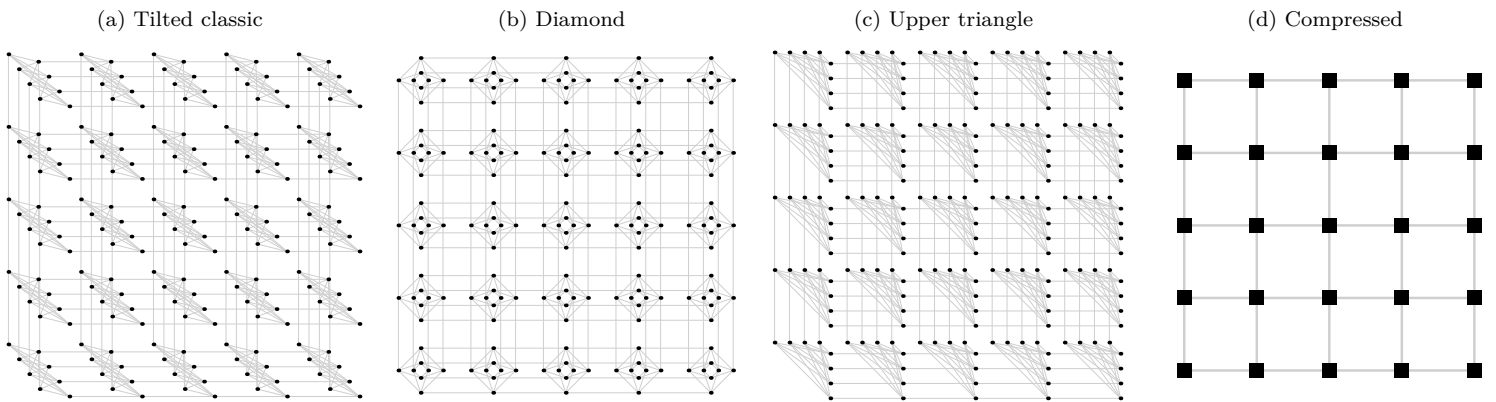 (a) Tilted classic
(b) Diamond
(c) Upper triangle
(d) Compressed